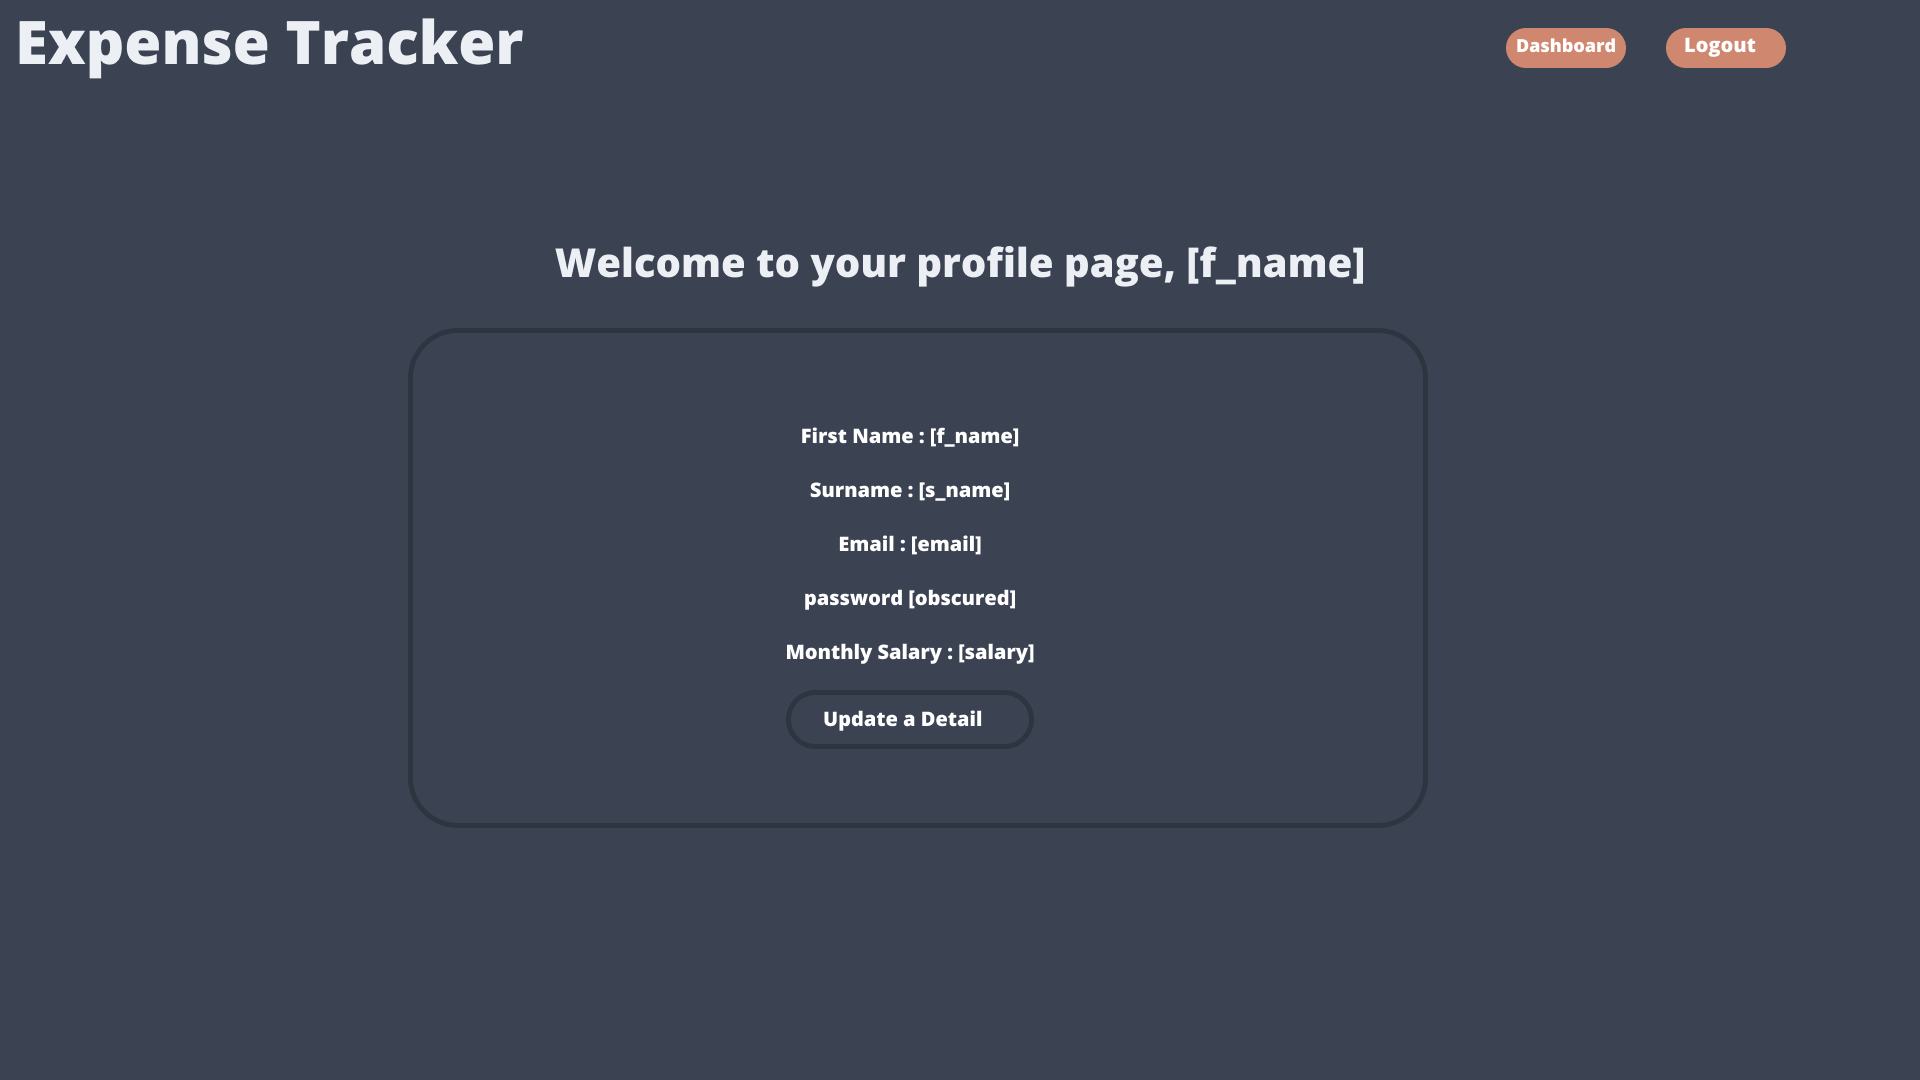 Expense Tracker
Dashboard
Logout
Welcome to your profile page, [f_name]
First Name : [f_name]
Surname : [s_name]
Email : [email]
password [obscured]
Monthly Salary : [salary]
Update a Detail